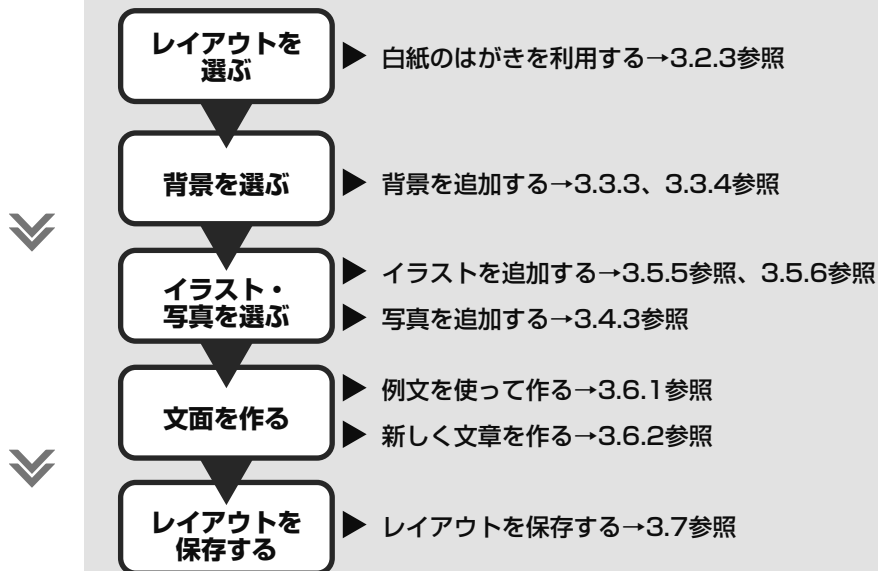 レイアウトを
選ぶ
▶ 白紙のはがきを利用する→3.2.3参照
背景を選ぶ
▶ 背景を追加する→3.3.3、3.3.4参照
イラスト・
写真を選ぶ
▶ イラストを追加する→3.5.5参照、3.5.6参照
▶ 写真を追加する→3.4.3参照
文面を作る
▶ 例文を使って作る→3.6.1参照
▶ 新しく文章を作る→3.6.2参照
レイアウトを
保存する
▶ レイアウトを保存する→3.7参照